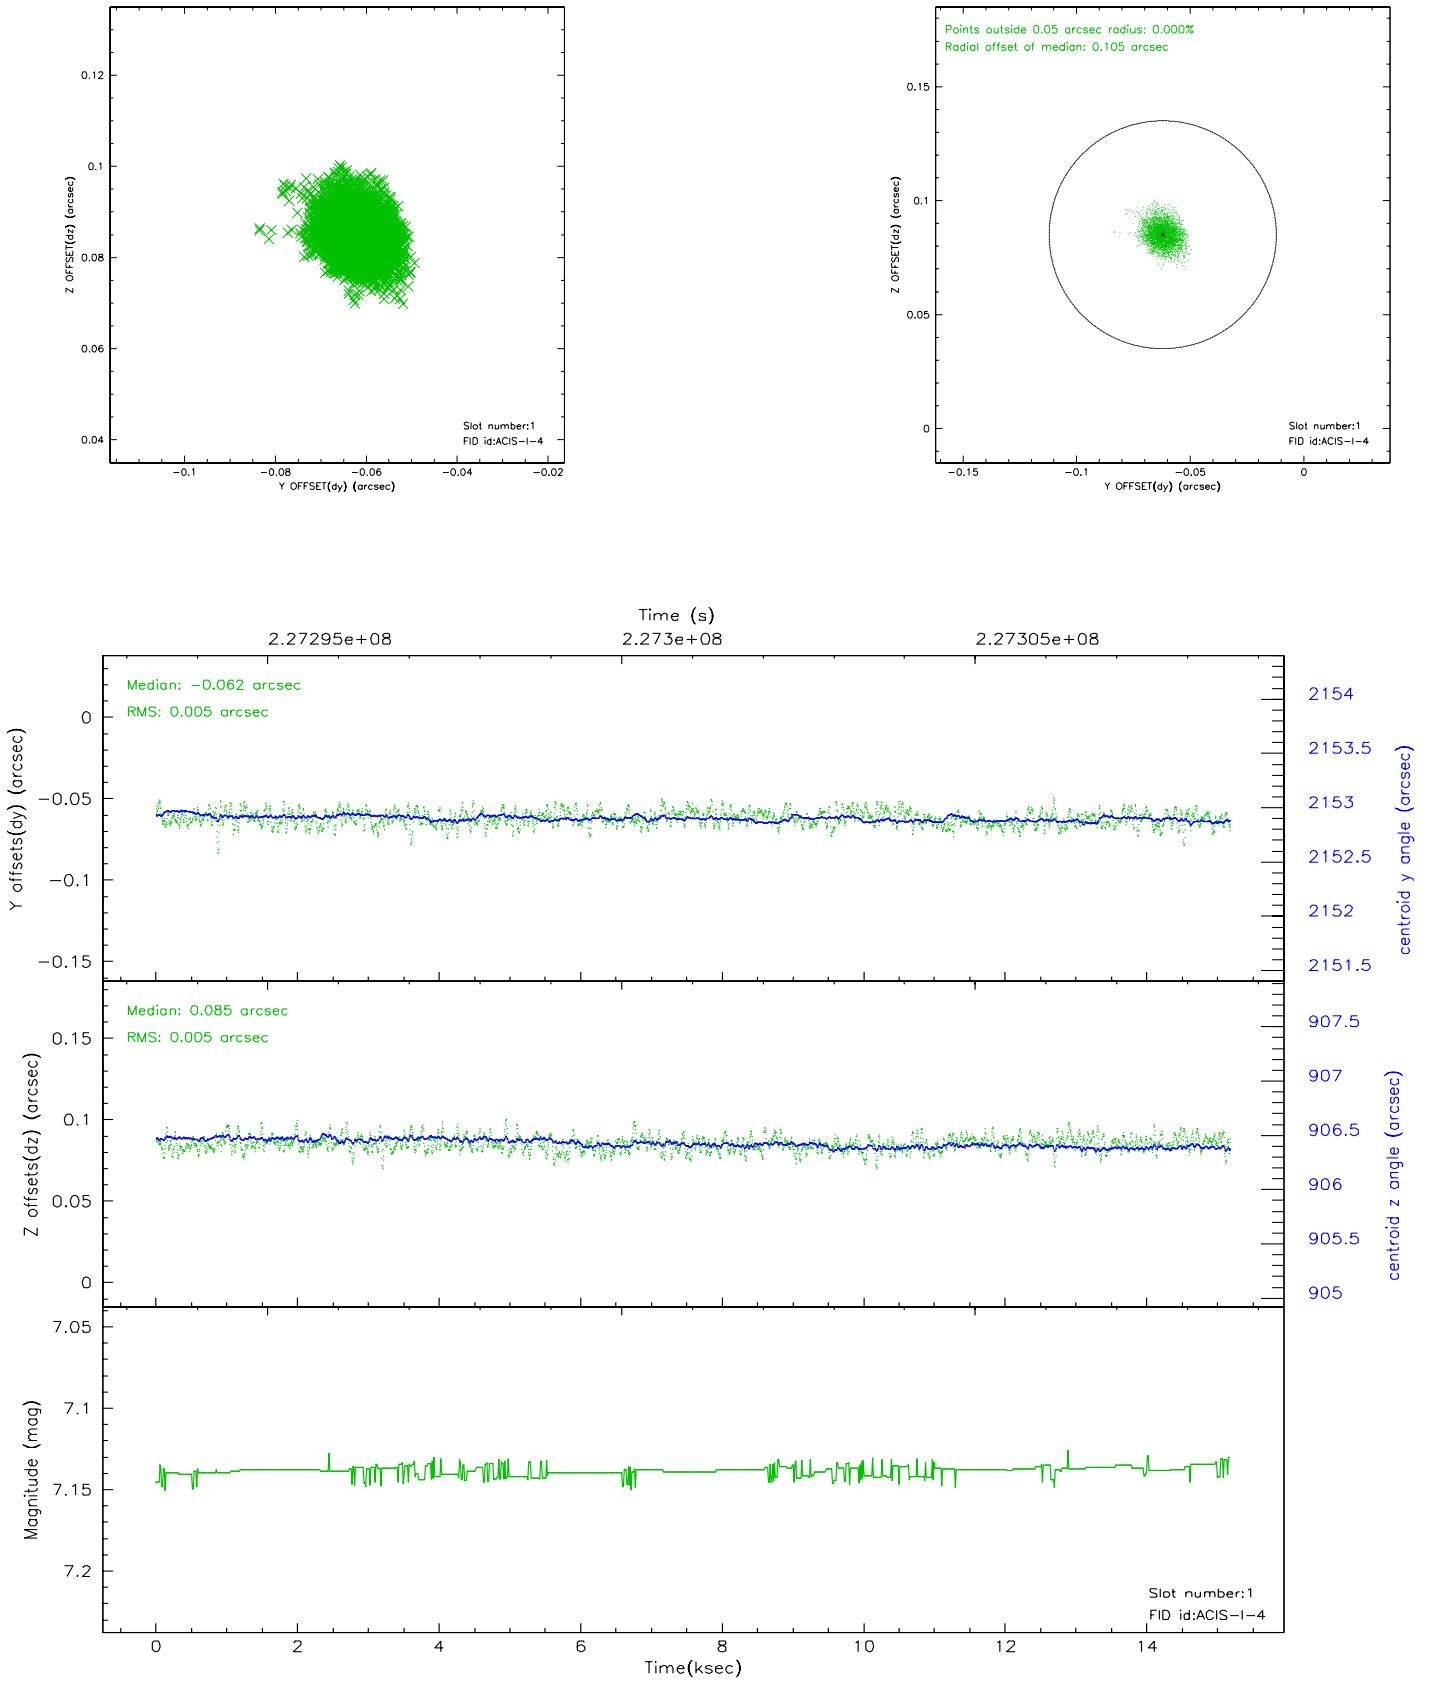 0.12
0.1
0.08
0.06
0.04
Z OFFSET(dz) (arcsec)
Slot number:1
FID id:ACIS-I-4
-0.1
-0.08
-0.06
-0.04
-0.02
Y OFFSET(dy) (arcsec)
Points outside 0.05 arcsec radius: 0.000%
Radial offset of median: 0.105 arcsec
0.15
0.1
0.05
0
Z OFFSET(dz) (arcsec)
Slot number:1
FID id:ACIS-I-4
-0.15
-0.1
-0.05
0
Y OFFSET(dy) (arcsec)
Time (s)
2.27295e+08
2.273e+08
2.27305e+08
Median: -0.062 arcsec
RMS: 0.005 arcsec
0
-0.05
-0.1
-0.15
Y offsets(dy) (arcsec)
2154
2153.5
2153
2152.5
2152
2151.5
centroid y angle (arcsec)
Median: 0.085 arcsec
RMS: 0.005 arcsec
0.15
0.1
0.05
0
Z offsets(dz) (arcsec)
907.5
907
906.5
906
905.5
905
centroid z angle (arcsec)
7.05
7.1
7.15
7.2
Magnitude (mag)
Slot number:1
FID id:ACIS-I-4
0
2
4
6
8
10
12
14
Time(ksec)